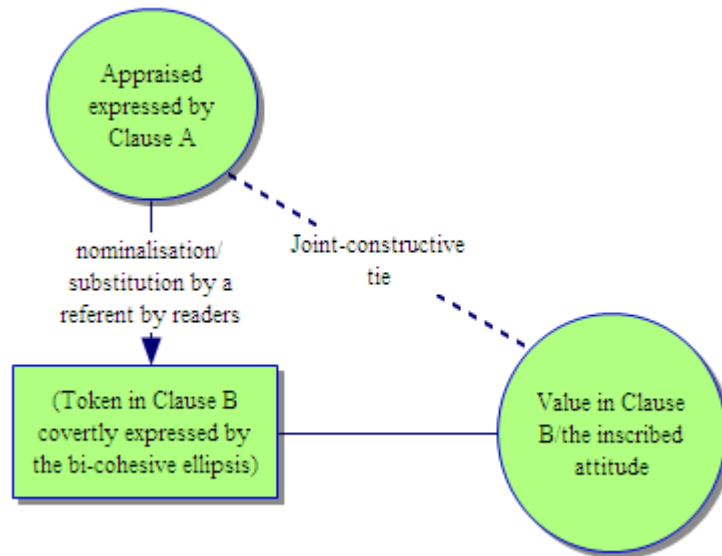 Appraised
expressed by
Clause A
nominalisation/
substitution by a
referent by readers
Joint-constructive
tie
(Token in Clause B
covertly expressed by
the bi-cohesive ellipsis)
Value in Clause
B/the inscribed
attitude